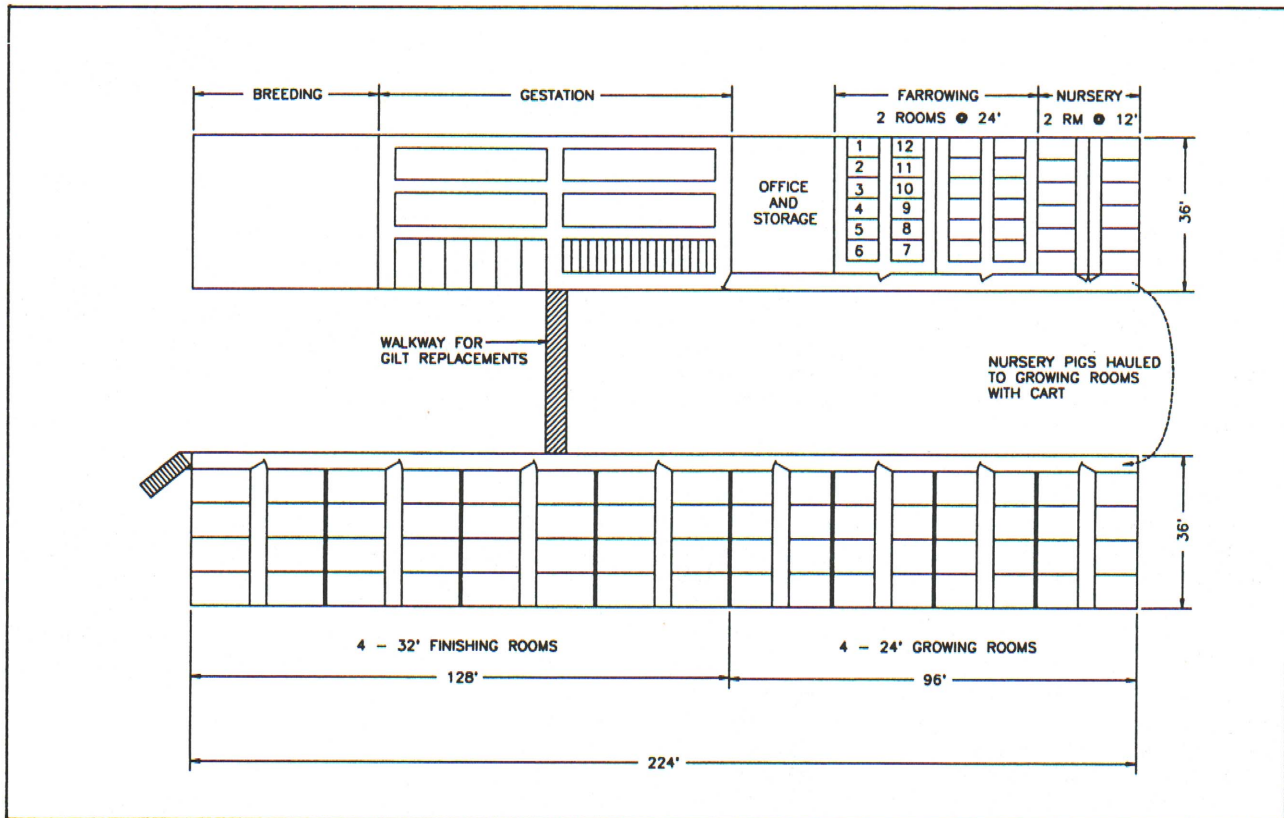 BREEDING
GESTATION
FARROWING
NURSERY
2 ROOMS @ 24'
2 RM @ 12'
1 12
2 11
3 10
4 9
5 8
6 7
OFFICE
AND
STORAGE
36'
WALKWAY FOR
GILT REPLACEMENTS
NURSERY PIGS HAULED
TO GROWING ROOMS
WITH CART
36'
4 - 32' FINISHING ROOMS
4 - 24' GROWING ROOMS
128'
96'
224'